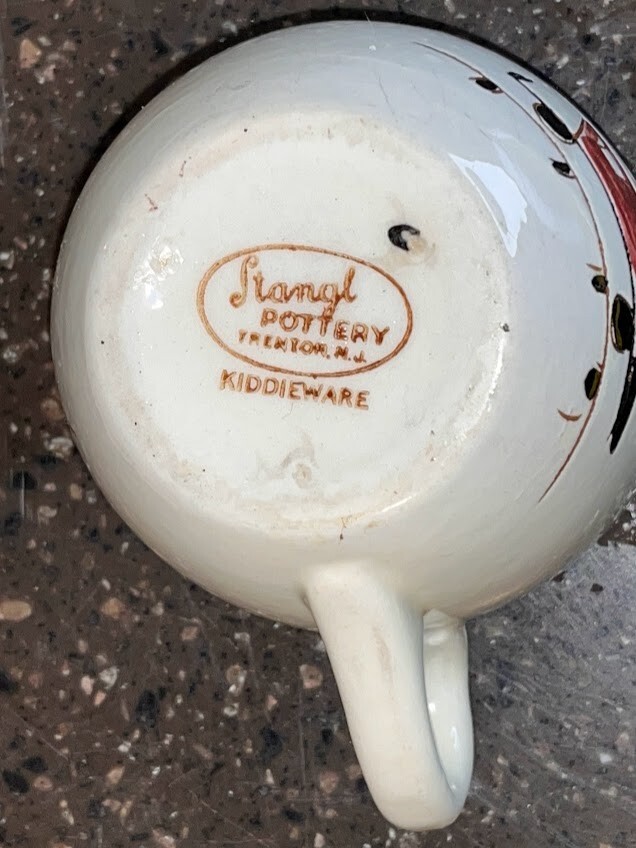 Stangl
POTTERY
TRENTON, N.J.
KIDDIEWARE